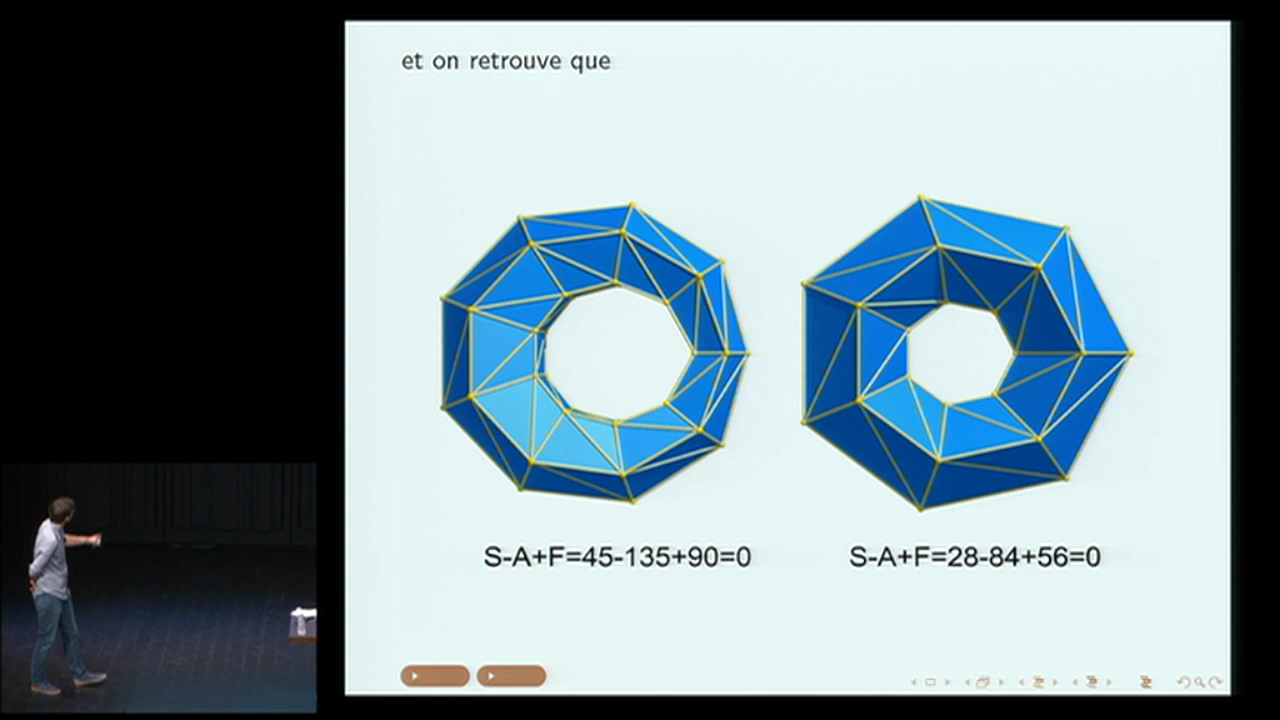 et on retrouve que
S-A+F=45-135+90=0
S-A+F=28-84+56=0